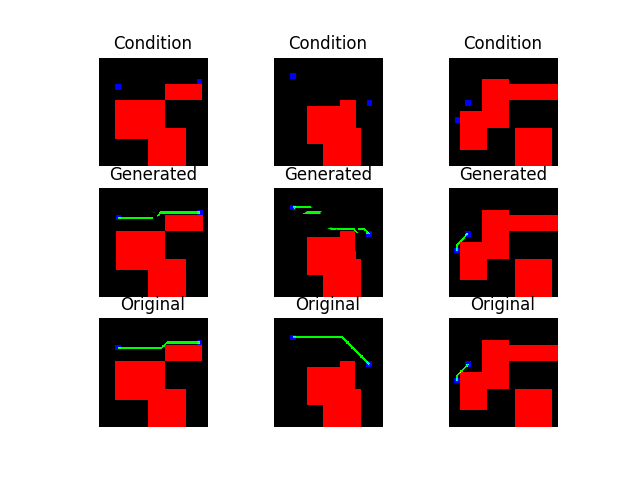 Condition Condition Condition
Generated Generated Generated
Original Original Original